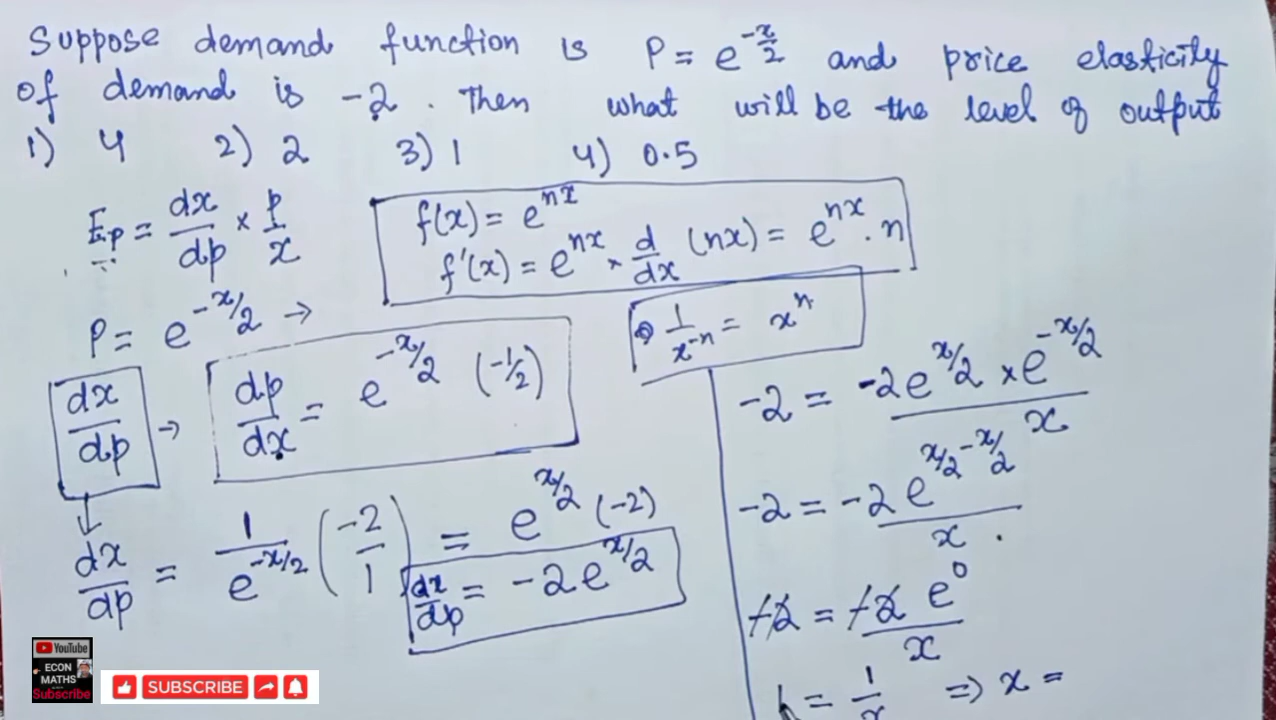 Suppose demand function is P = e^{-x/2} and price elasticity
of demand is -2. Then what will be the level of output
1) 4 2) 2 3) 1 4) 0.5
Ep = dx/dp × p/x
f(x) = e^{nx}
f'(x) = e^{nx} × d/dx (nx) = e^{nx} . n
P = e^{-x/2} →
1/x^{-n} = x^n
dx/dp → dp/dx = e^{-x/2} (-1/2)
dx/dp = 1/e^{-x/2} (-2/1) = e^{x/2} (-2)
dx/dp = -2e^{x/2}
-2 = -2e^{x/2} × e^{-x/2} / x
-2 = -2e^{x/2 - x/2} / x
-2 = -2 e^0 / x
1 = 1/x ⇒ x =
YouTube
ECON
MATHS
Subscribe
SUBSCRIBE